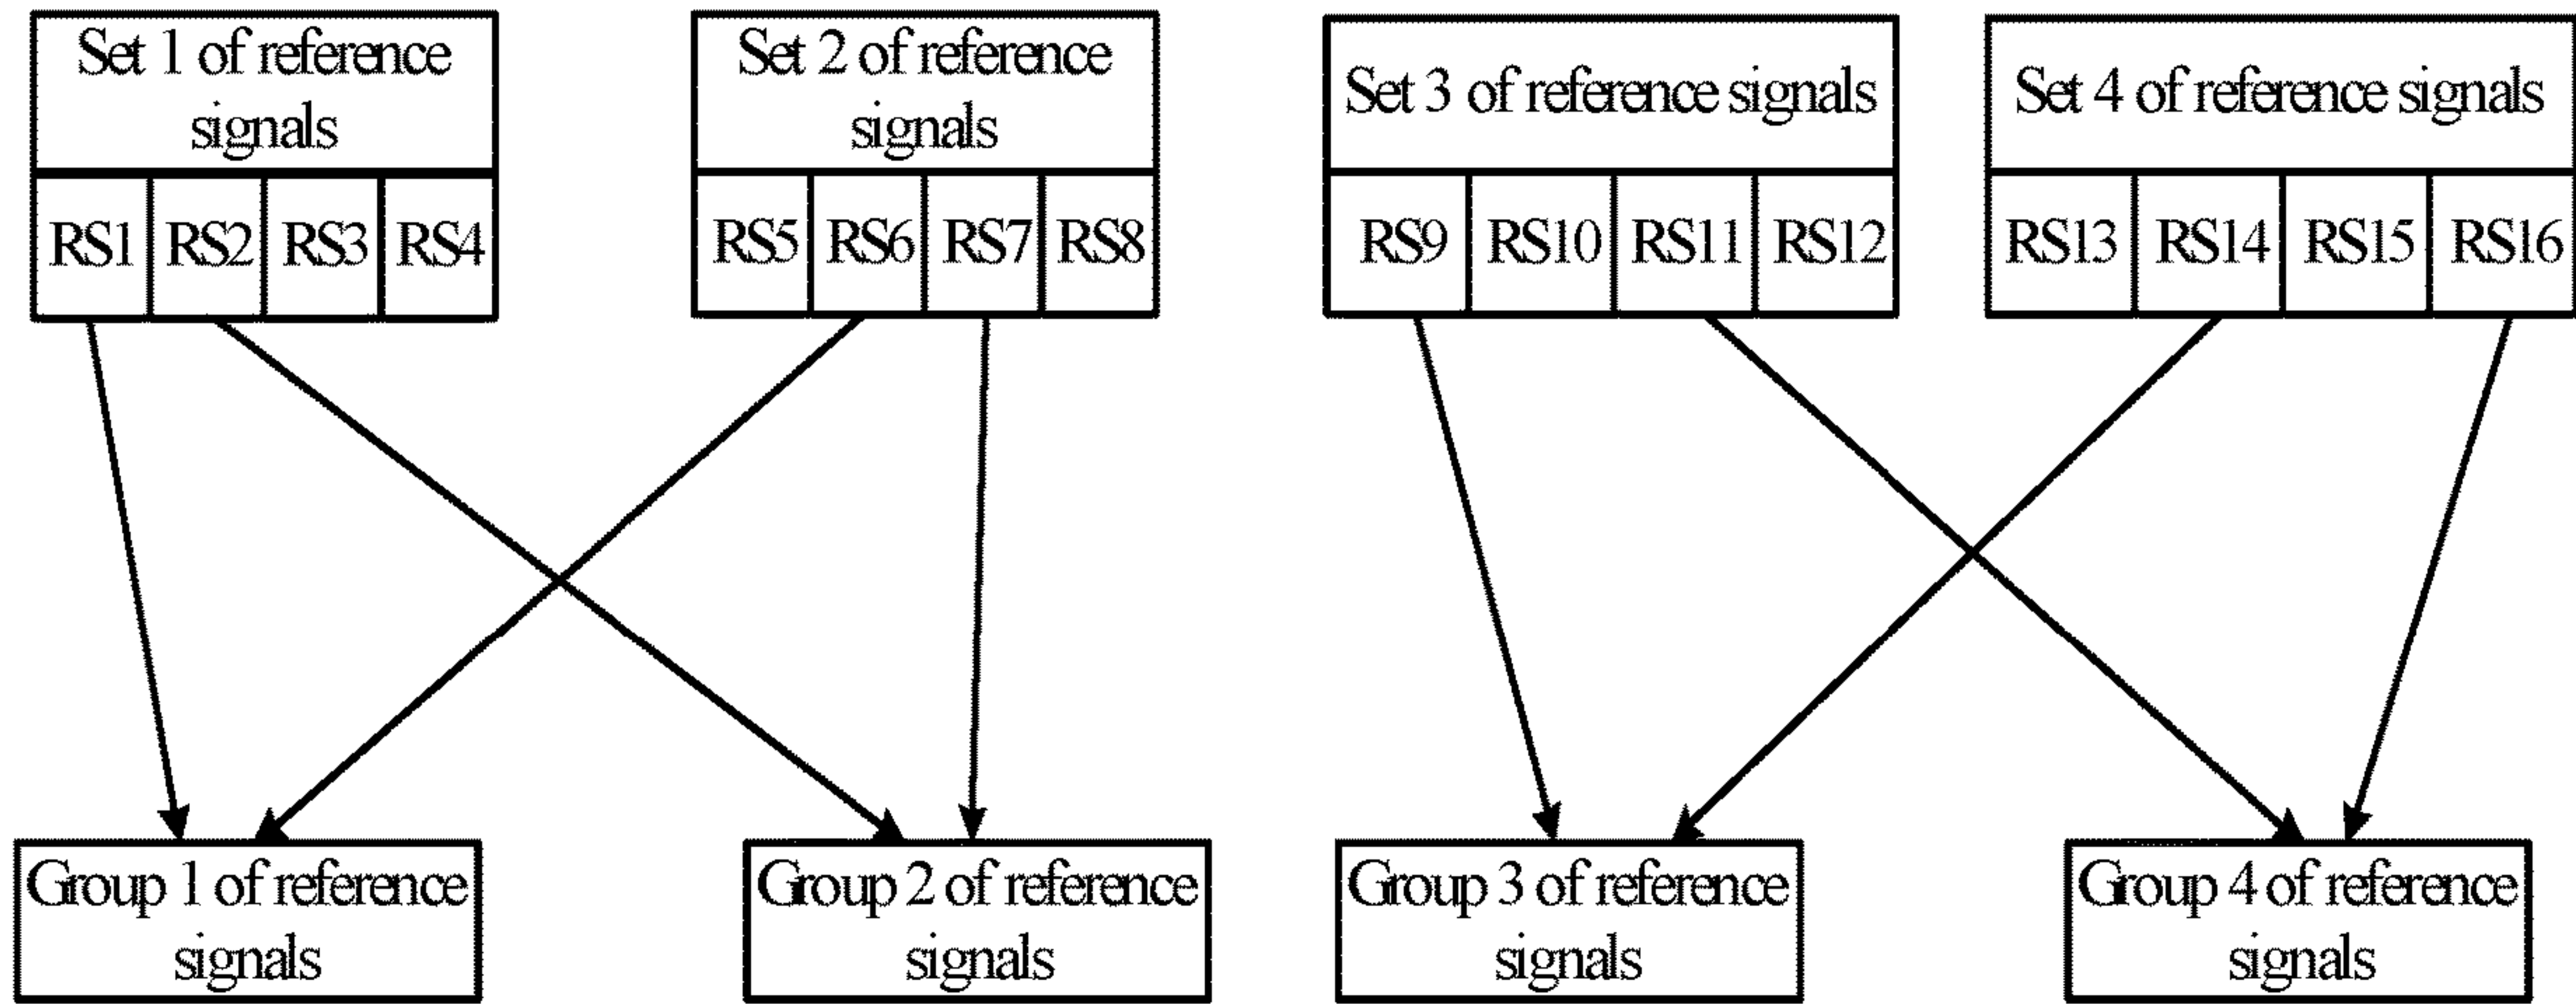 Set 1 of reference
signals
RS1 RS2 RS3 RS4
Set 2 of reference
signals
RS5 RS6 RS7 RS8
Set 3 of reference signals
RS9 RS10 RS11 RS12
Set 4 of reference signals
RS13 RS14 RS15 RS16
Group 1 of reference
signals
Group 2 of reference
signals
Group 3 of reference
signals
Group 4 of reference
signals